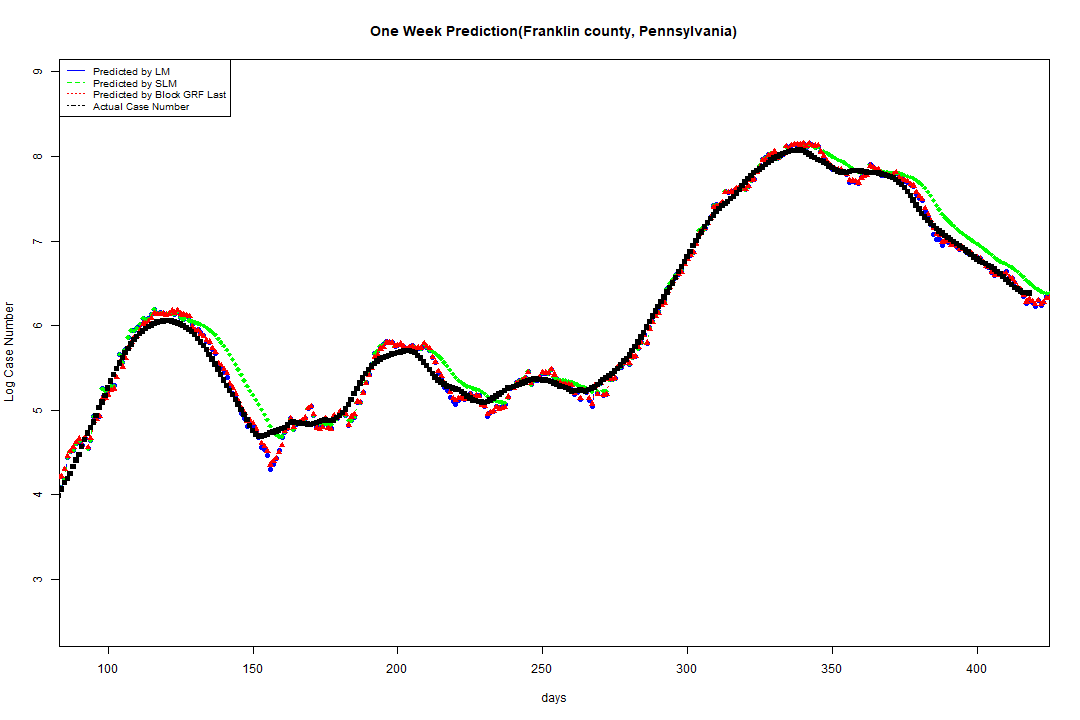 One Week Prediction(Franklin county, Pennsylvania)
Predicted by LM
Predicted by SLM
Predicted by Block GRF Last
Actual Case Number
9
8
7
6
5
4
3
Log Case Number
100 150 200 250 300 350 400
days